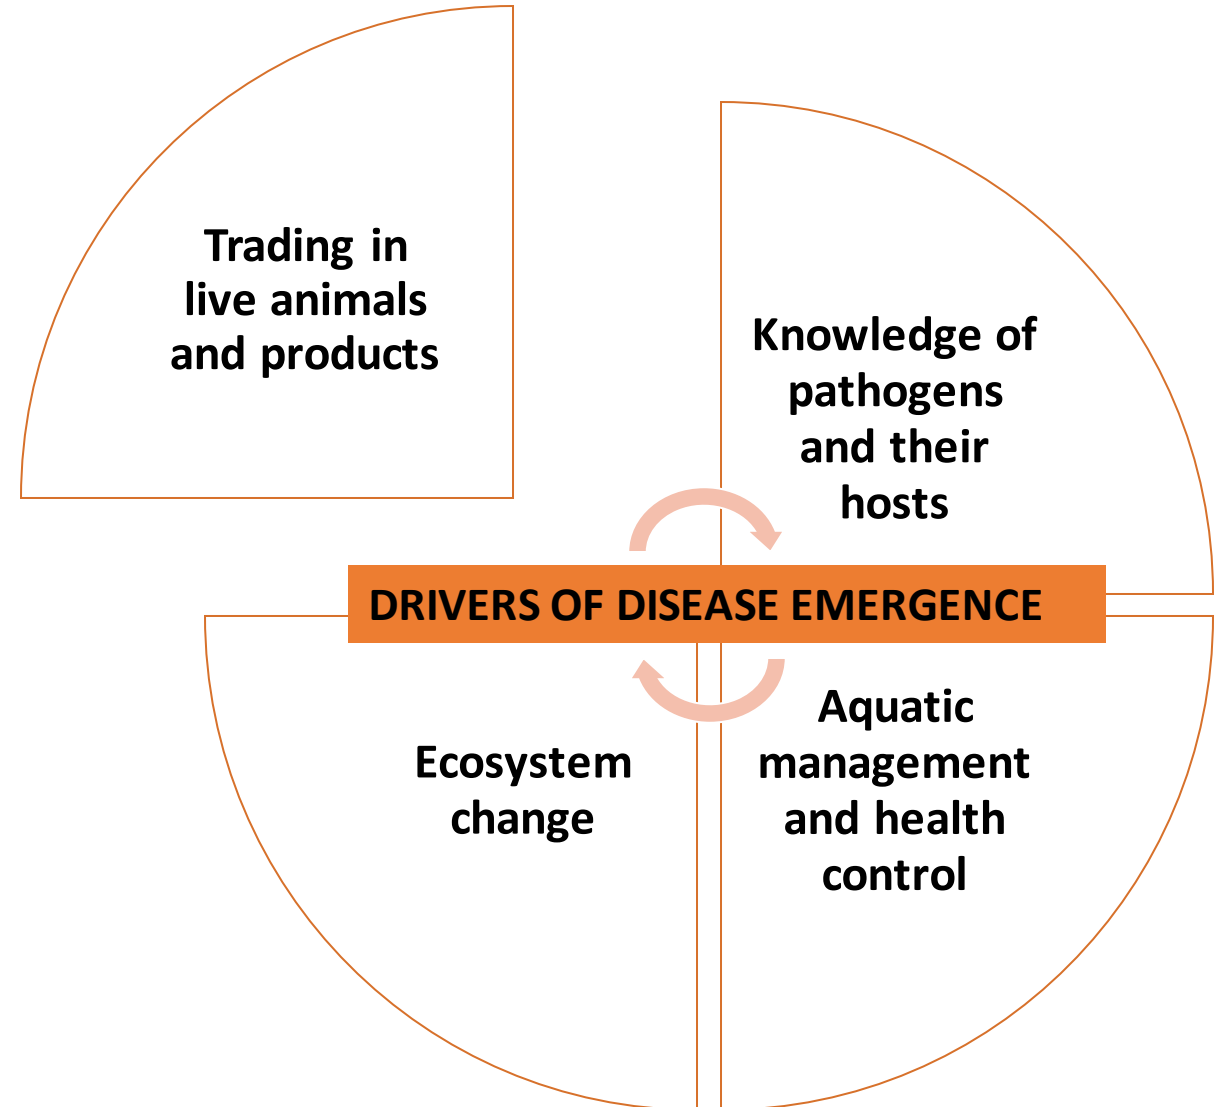 Trading in
live animals
and products
Knowledge of
pathogens
and their
hosts
DRIVERS OF DISEASE EMERGENCE
Ecosystem
change
Aquatic
management
and health
control